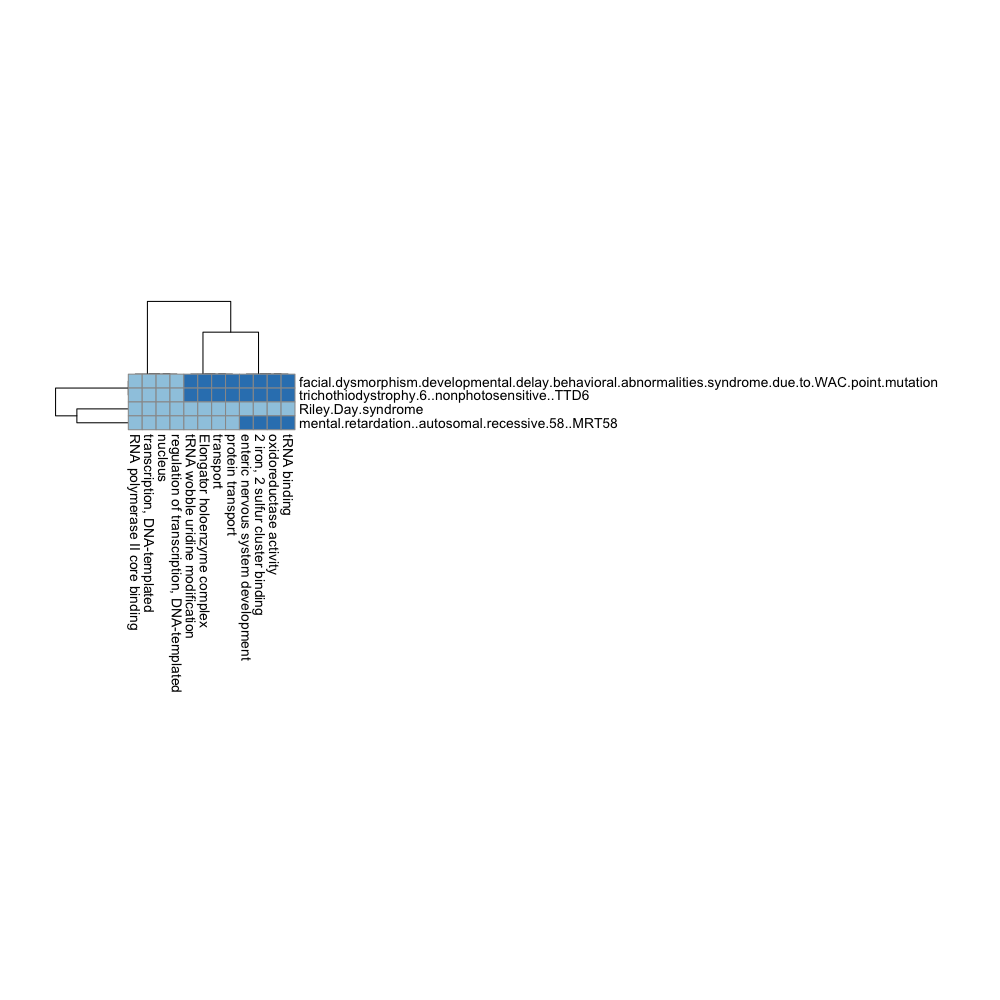 facial.dysmorphism.developmental.delay.behavioral.abnormalities.syndrome.due.to.WAC.point.mutation
trichothiodystrophy.6..nonphotosensitive..TTD6
Riley.Day.syndrome
mental.retardation..autosomal.recessive.58..MRT58
RNA polymerase II core binding
transcription, DNA-templated
nucleus
regulation of transcription, DNA-templated
tRNA wobble uridine modification
Elongator holoenzyme complex
transport
protein transport
enteric nervous system development
2 iron, 2 sulfur cluster binding
oxidoreductase activity
tRNA binding